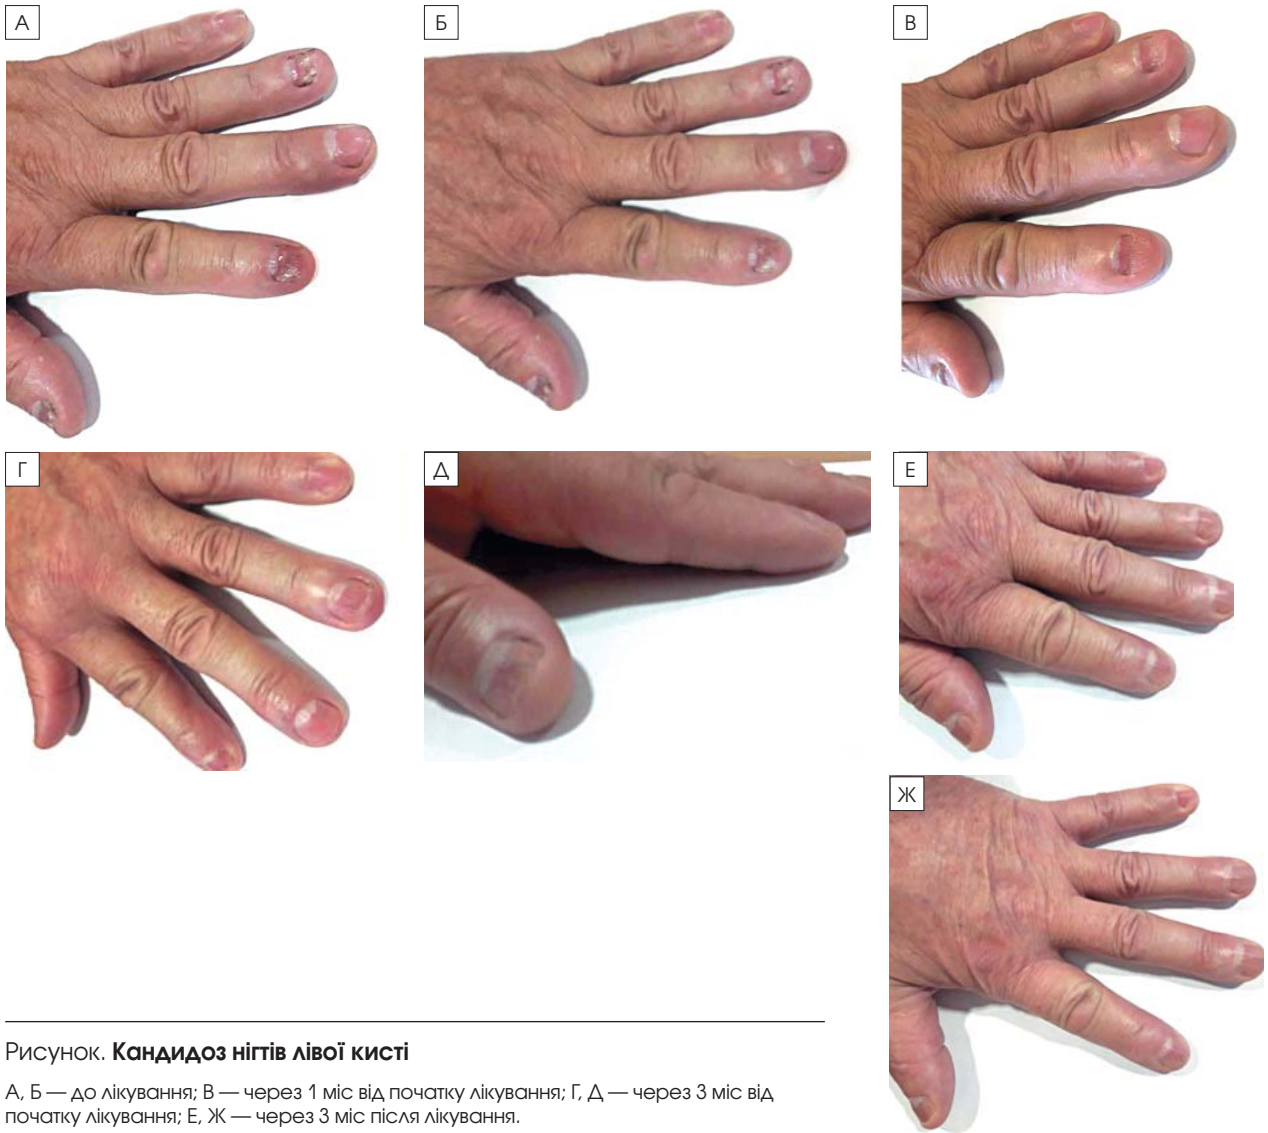 А
Б
В
Г
Д
Е
Ж
Рисунок. Кандидоз нігтів лівої кисті
А, Б — до лікування; В — через 1 міс від початку лікування; Г, Д — через 3 міс від
початку лікування; Е, Ж — через 3 міс після лікування.